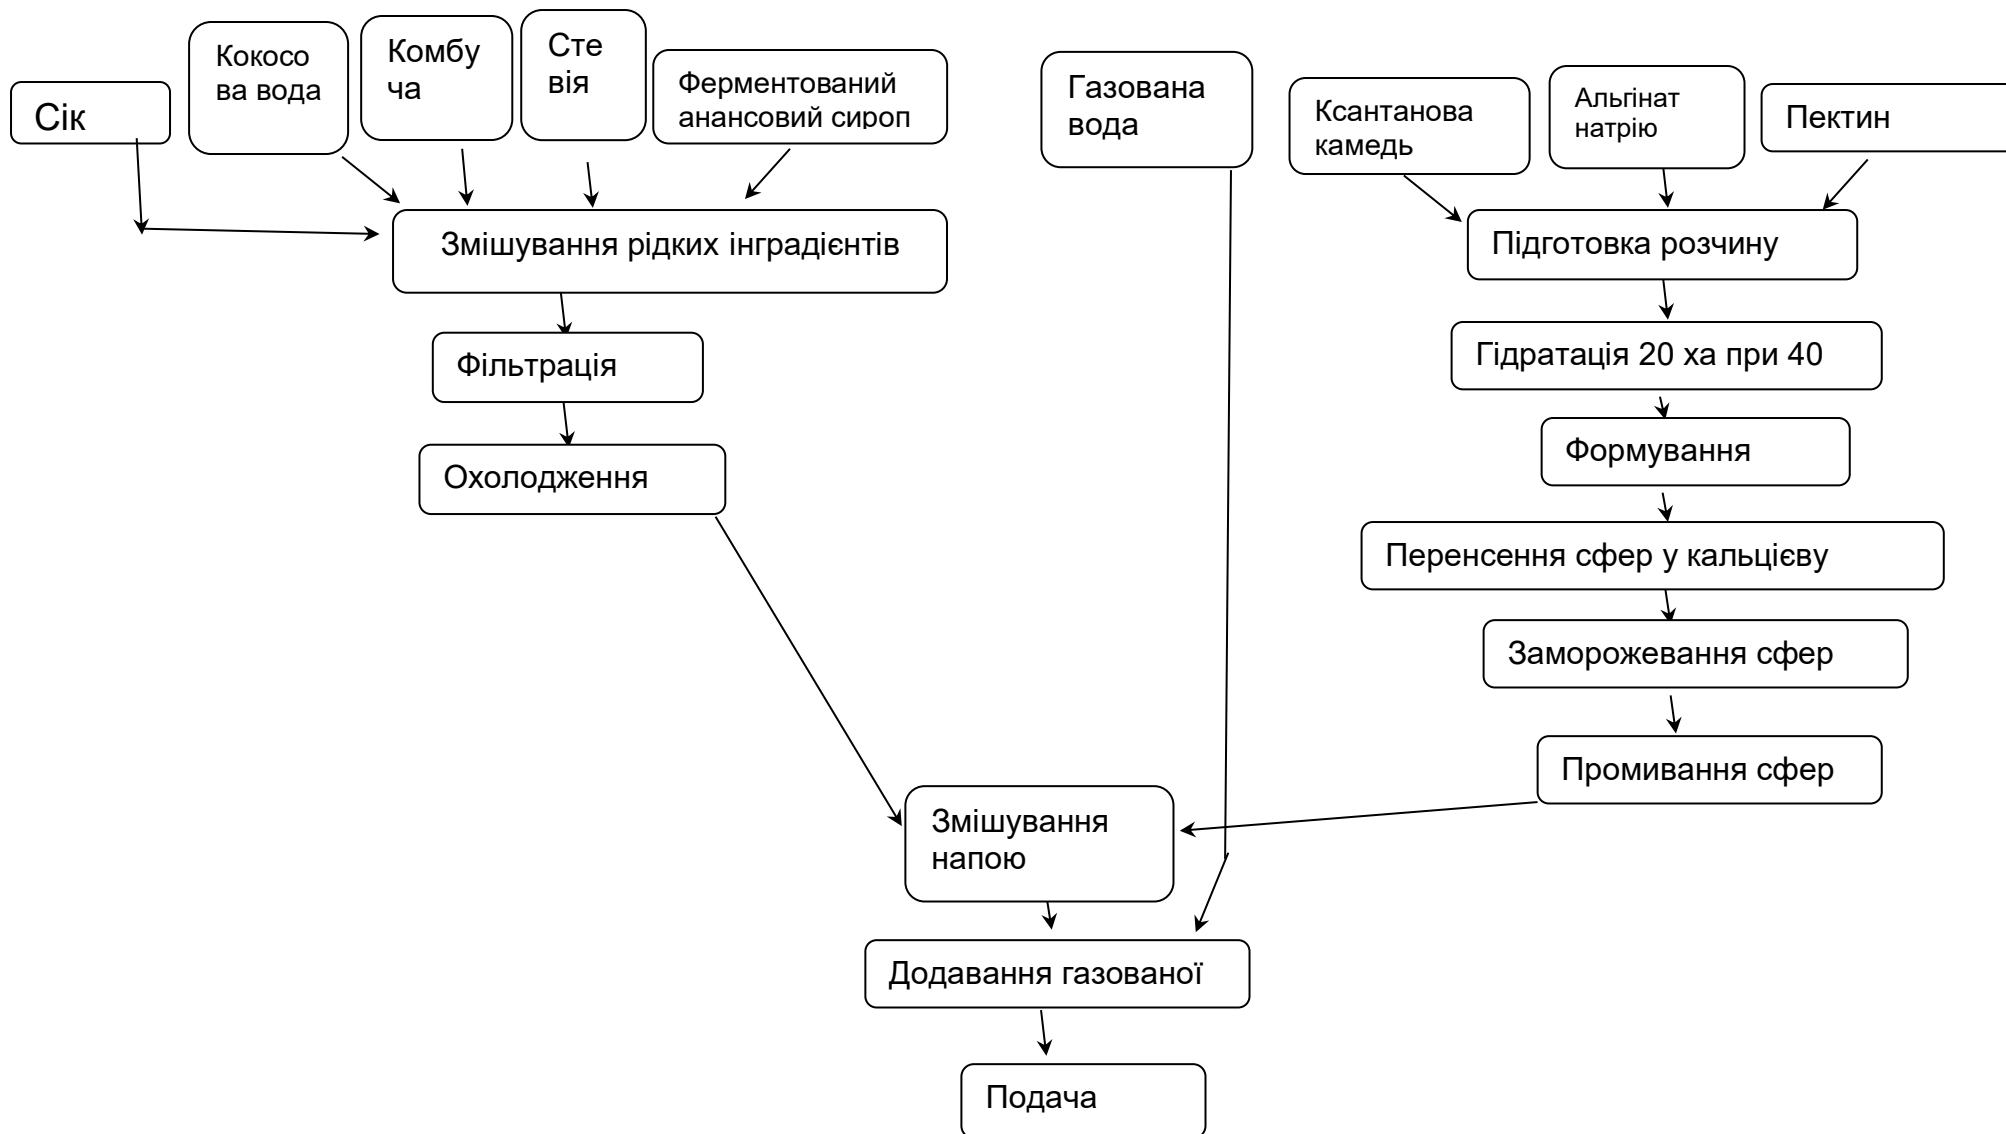 Сік
Кокосо
ва вода
Комбу
ча
Сте
вія
Ферментований
анансовий сироп
Газована
вода
Ксантанова
камедь
Альгінат
натрію
Пектин
Змішування рідких інградієнтів
Підготовка розчину
Фільтрація
Гідратація 20 ха при 40
Охолодження
Формування
Перенсення сфер у кальцієву
Заморожевання сфер
Промивання сфер
Змішування
напою
Додавання газованої
Подача